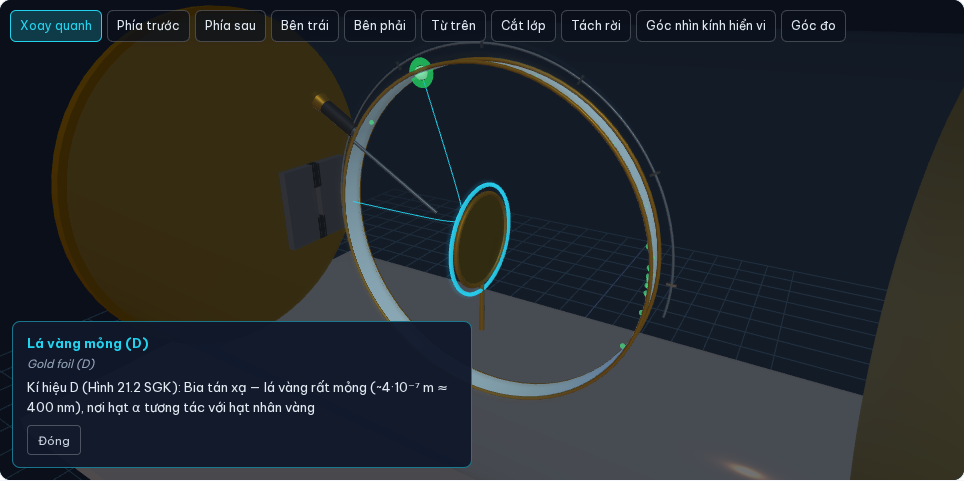 Xoay quanh
Phía trước
Phía sau
Bên trái
Bên phải
Từ trên
Cắt lớp
Tách rời
Góc nhìn kính hiển vi
Góc đo
Lá vàng mỏng (D)
Gold foil (D)
Kí hiệu D (Hình 21.2 SGK): Bia tán xạ — lá vàng rất mỏng (~4·10⁻⁷ m ≈
400 nm), nơi hạt α tương tác với hạt nhân vàng
Đóng